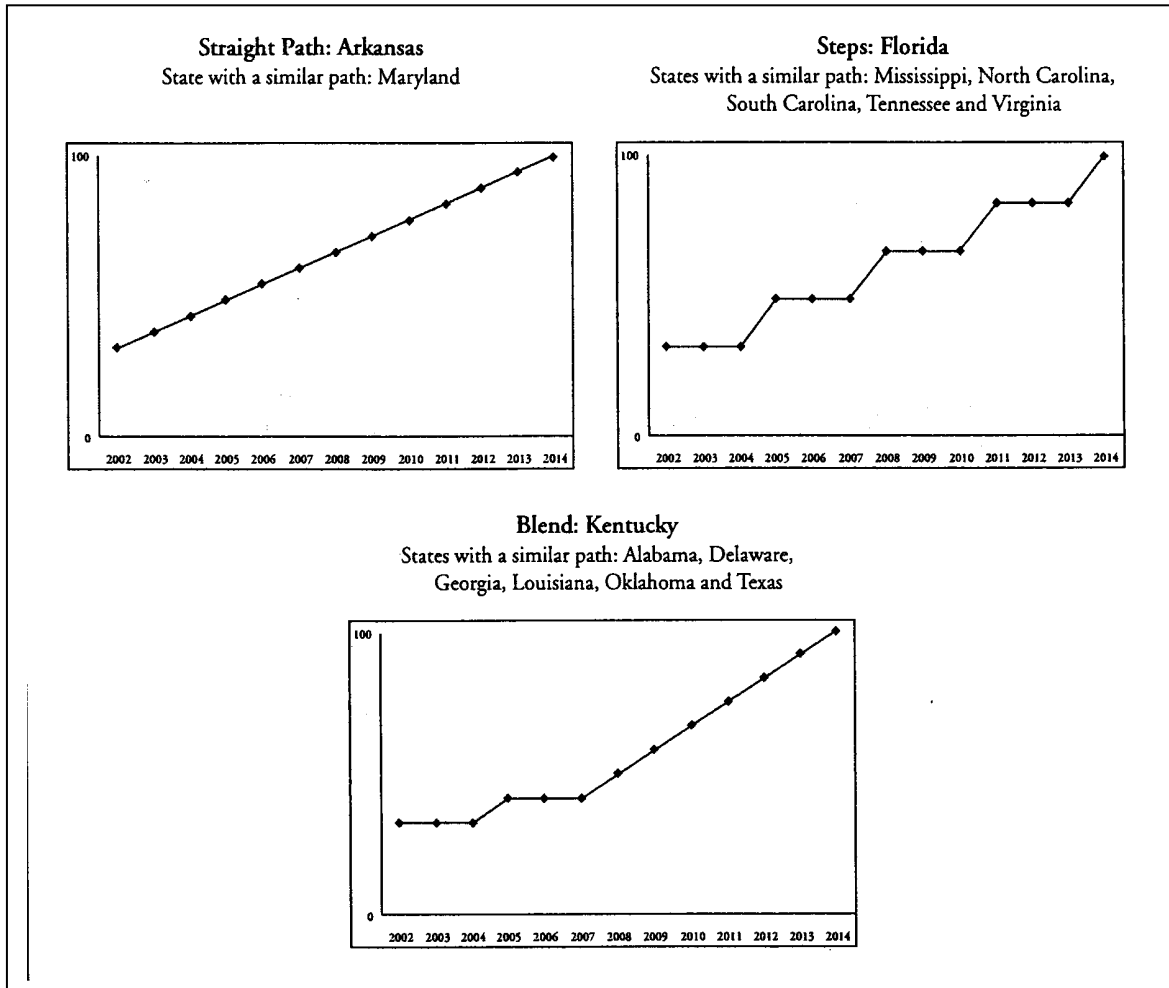 Straight Path: Arkansas
State with a similar path: Maryland
100
0
2002 2003 2004 2005 2006 2007 2008 2009 2010 2011 2012 2013 2014
Steps: Florida
States with a similar path: Mississippi, North Carolina,
South Carolina, Tennessee and Virginia
100
0
2002 2003 2004 2005 2006 2007 2008 2009 2010 2011 2012 2013 2014
Blend: Kentucky
States with a similar path: Alabama, Delaware,
Georgia, Louisiana, Oklahoma and Texas
100
0
2002 2003 2004 2005 2006 2007 2008 2009 2010 2011 2012 2013 2014